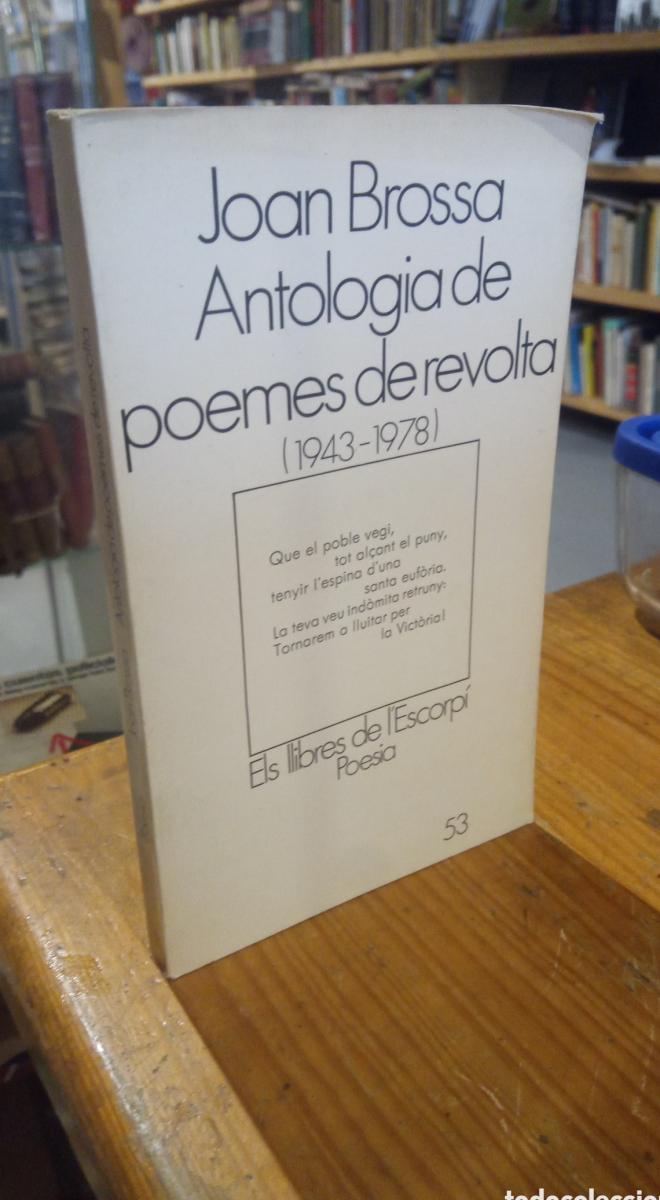 Joan Brossa
Antologia de
poemes de revolta
(1943-1978)
Que el poble vegi,
tot alçant el puny,
tenyir l'espina d'una
santa eufòria.
La teva veu indòmita retruny:
Tornarem a lluitar per
la Victòria!
Els llibres de l'Escorpí
Poesia
53